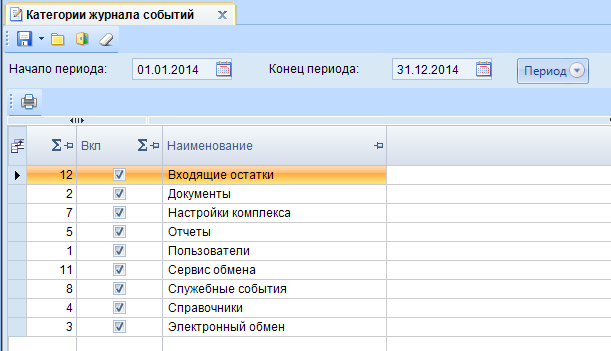 Категории журнала событий
Начало периода: 01.01.2014 Конец периода: 31.12.2014 Период
Σ Вкл Σ Наименование
12 Входящие остатки
2 Документы
7 Настройки комплекса
5 Отчеты
1 Пользователи
11 Сервис обмена
8 Служебные события
4 Справочники
3 Электронный обмен